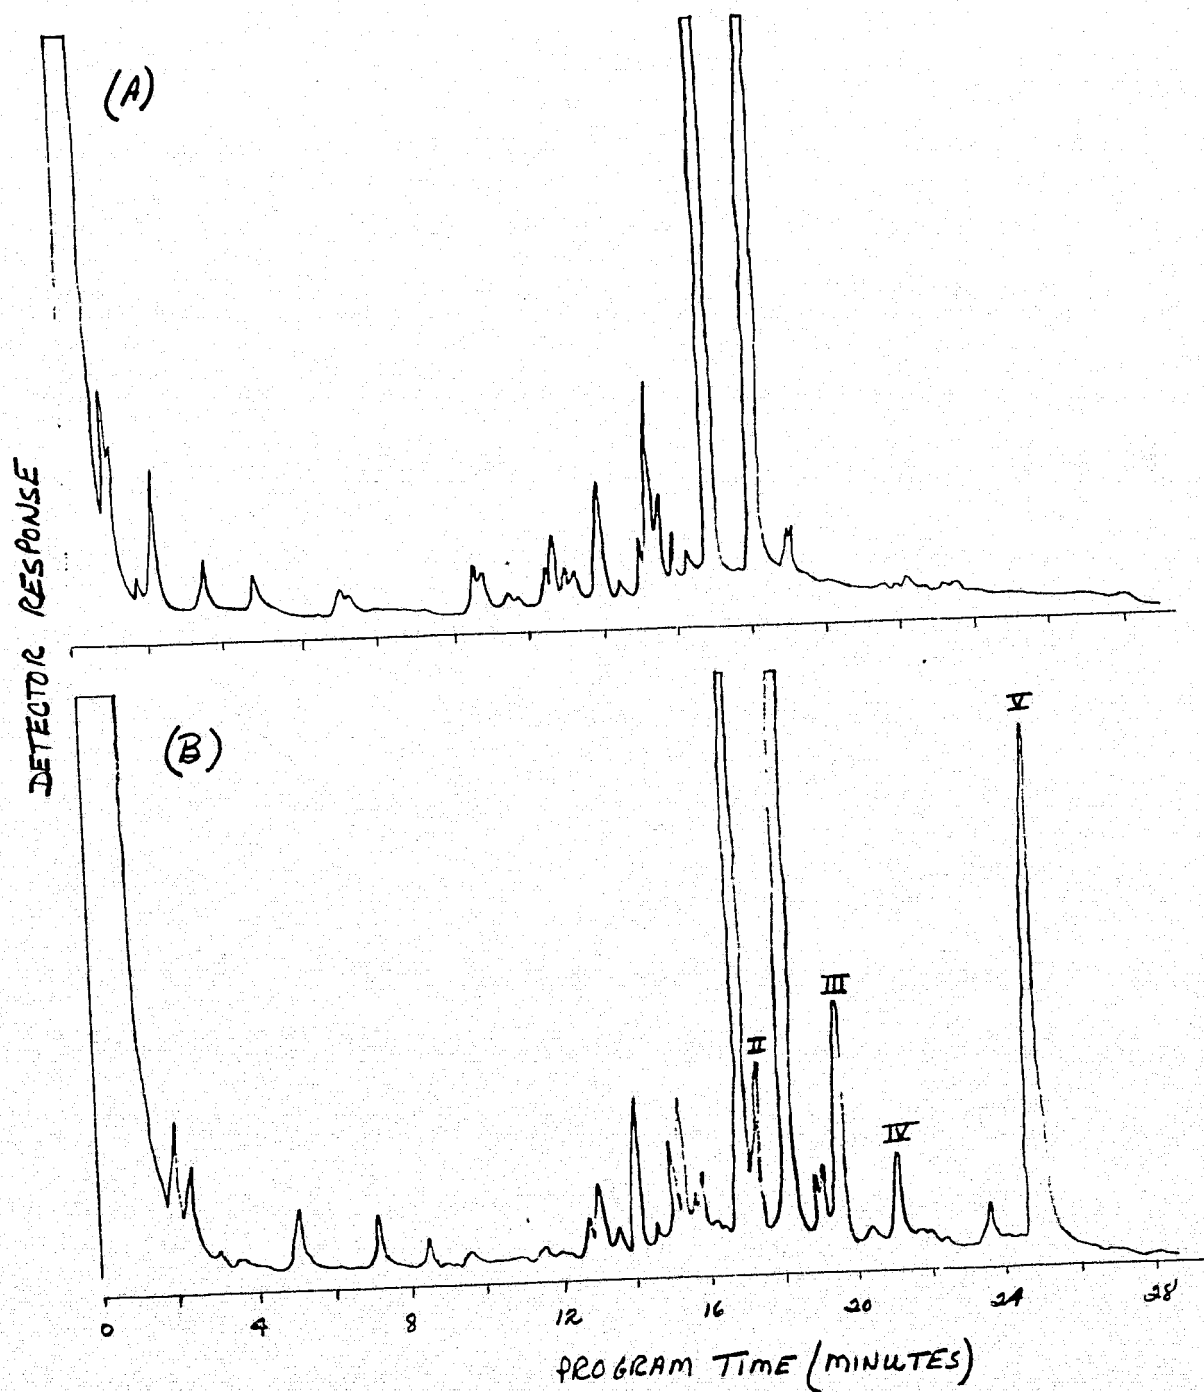 (A)
DETECTOR RESPONSE
(B)
II
III
IV
V
0 4 8 12 16 20 24 28
PROGRAM TIME (MINUTES)